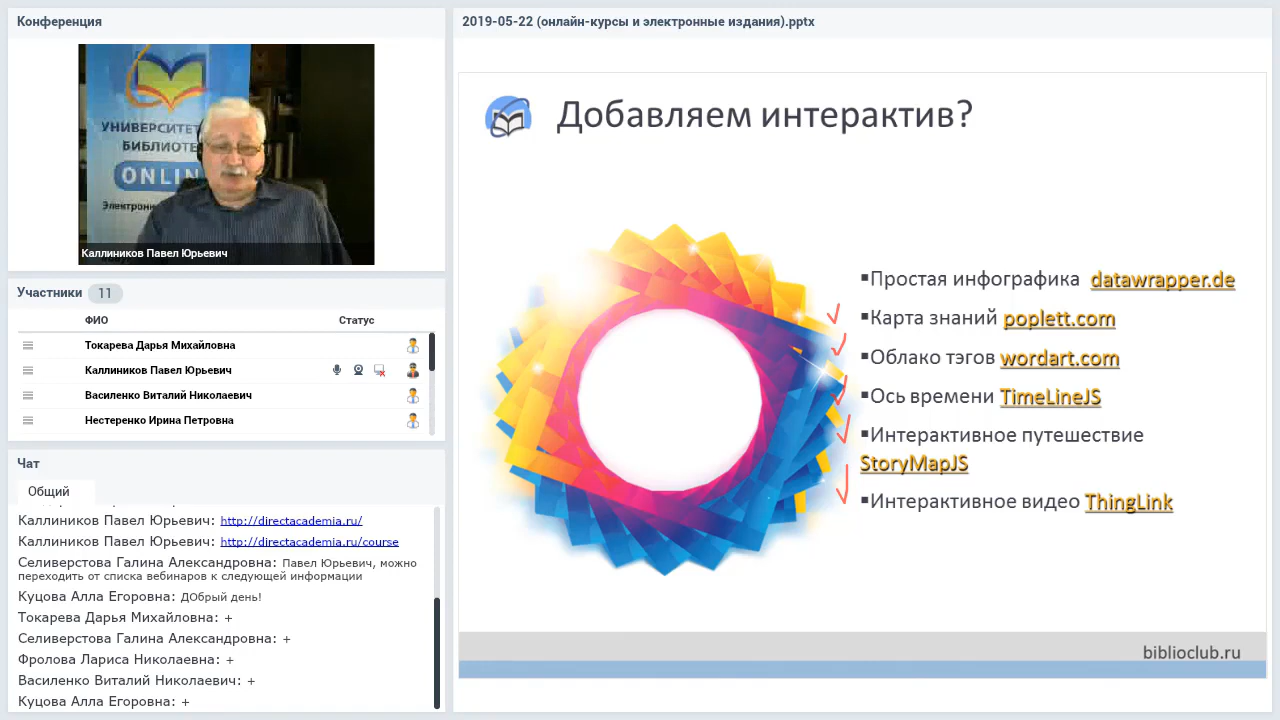 Конференция
УНИВЕРСИТЕТ
БИБЛИОТЕ
ONLIN
Электронн
Каллиников Павел Юрьевич
Участники 11
ФИО Статус
Токарева Дарья Михайловна
Каллиников Павел Юрьевич
Василенко Виталий Николаевич
Нестеренко Ирина Петровна
Чат
Общий
Каллиников Павел Юрьевич: http://directacademia.ru/
Каллиников Павел Юрьевич: http://directacademia.ru/course
Селиверстова Галина Александровна: Павел Юрьевич, можно
переходить от списка вебинаров к следующей информации
Куцова Алла Егоровна: ДОбрый день!
Токарева Дарья Михайловна: +
Селиверстова Галина Александровна: +
Фролова Лариса Николаевна: +
Василенко Виталий Николаевич: +
Куцова Алла Егоровна: +
2019-05-22 (онлайн-курсы и электронные издания).pptx
Добавляем интерактив?
▪Простая инфографика datawrapper.de
▪Карта знаний poplett.com
▪Облако тэгов wordart.com
▪Ось времени TimeLineJS
▪Интерактивное путешествие
StoryMapJS
▪Интерактивное видео ThingLink
biblioclub.ru